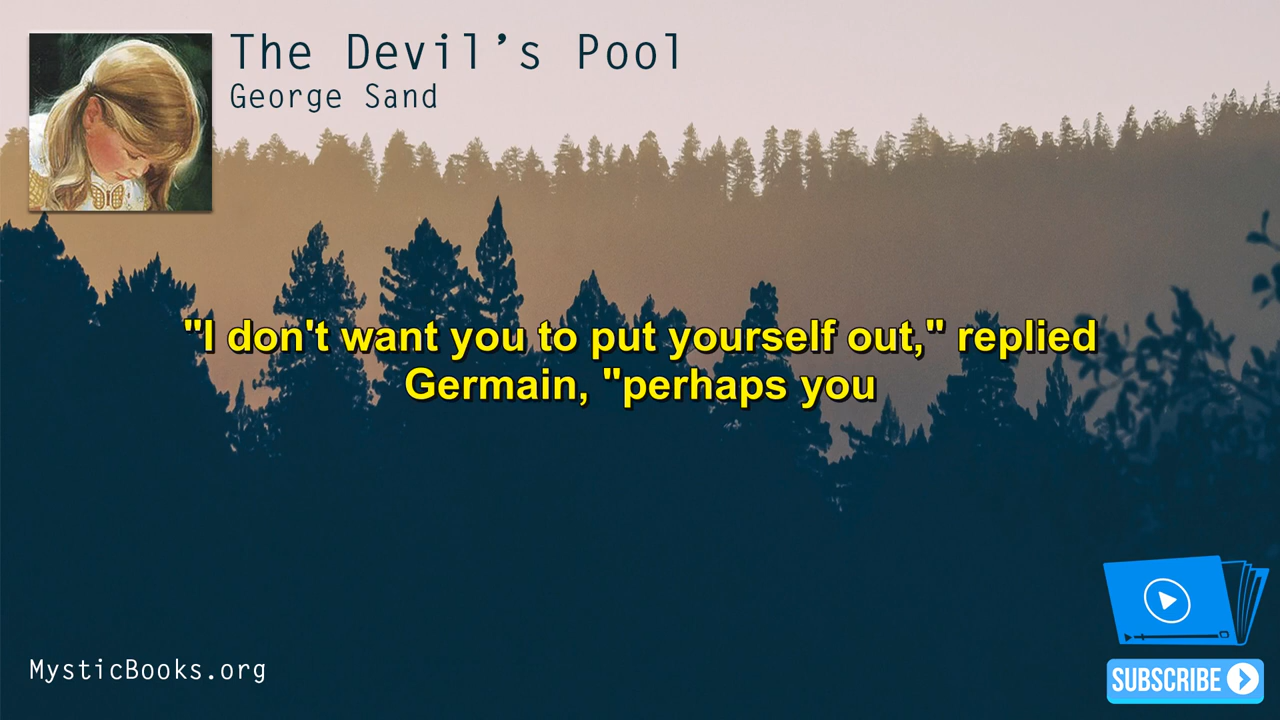 The Devil's Pool
George Sand
"I don't want you to put yourself out," replied
Germain, "perhaps you
MysticBooks.org
SUBSCRIBE